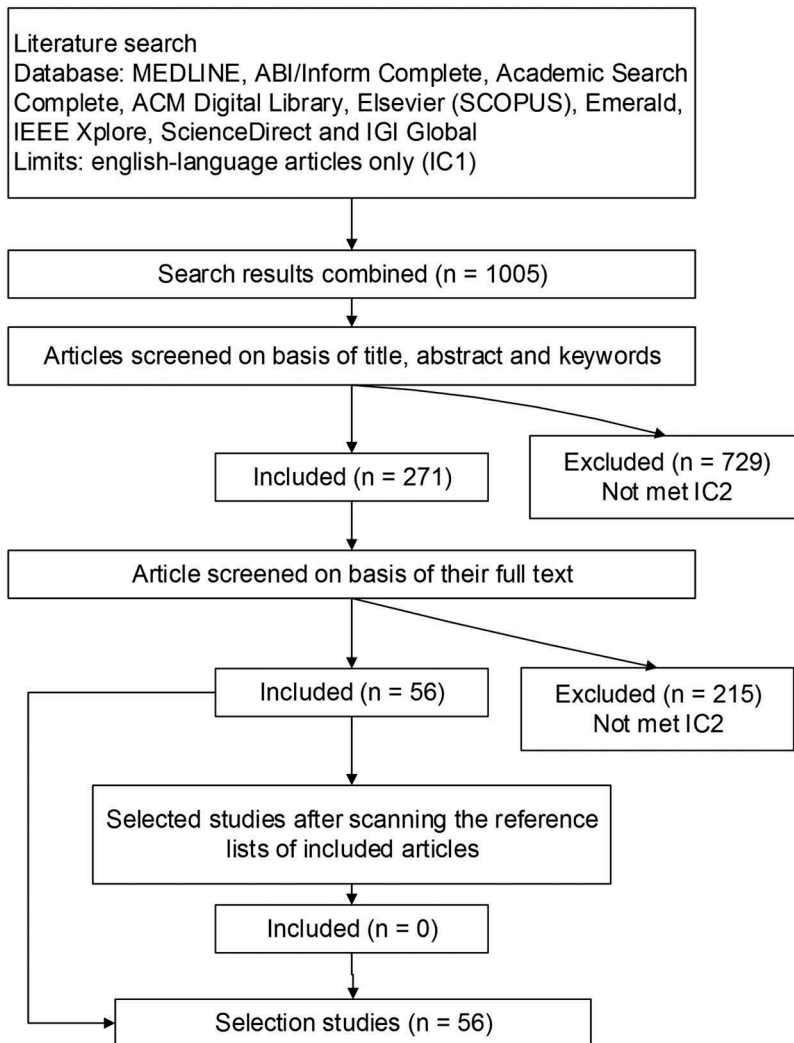 Literature search
Database: MEDLINE, ABI/Inform Complete, Academic Search
Complete, ACM Digital Library, Elsevier (SCOPUS), Emerald,
IEEE Xplore, ScienceDirect and IGI Global
Limits: english-language articles only (IC1)
Search results combined (n = 1005)
Articles screened on basis of title, abstract and keywords
Included (n = 271)
Excluded (n = 729)
Not met IC2
Article screened on basis of their full text
Included (n = 56)
Excluded (n = 215)
Not met IC2
Selected studies after scanning the reference
lists of included articles
Included (n = 0)
Selection studies (n = 56)